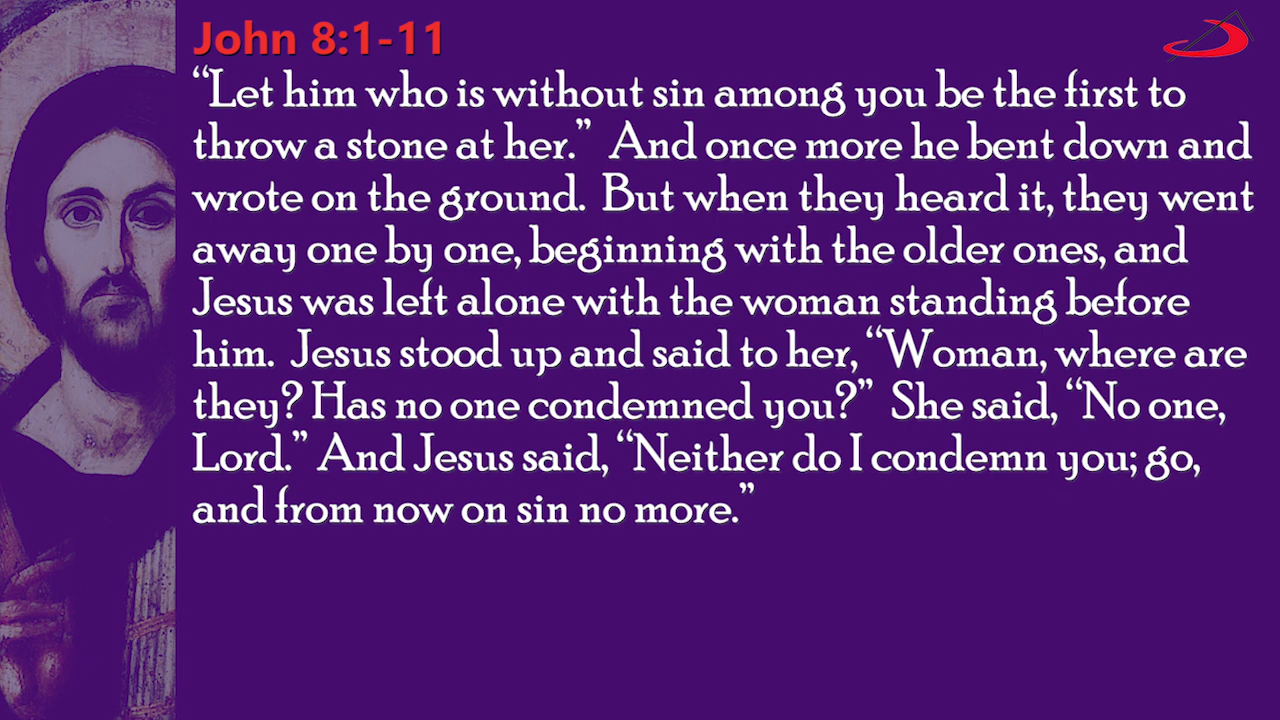 John 8:1-11
“Let him who is without sin among you be the first to
throw a stone at her.”  And once more he bent down and
wrote on the ground.  But when they heard it, they went
away one by one, beginning with the older ones, and
Jesus was left alone with the woman standing before
him.  Jesus stood up and said to her, “Woman, where are
they? Has no one condemned you?”  She said, “No one,
Lord.” And Jesus said, “Neither do I condemn you; go,
and from now on sin no more.”